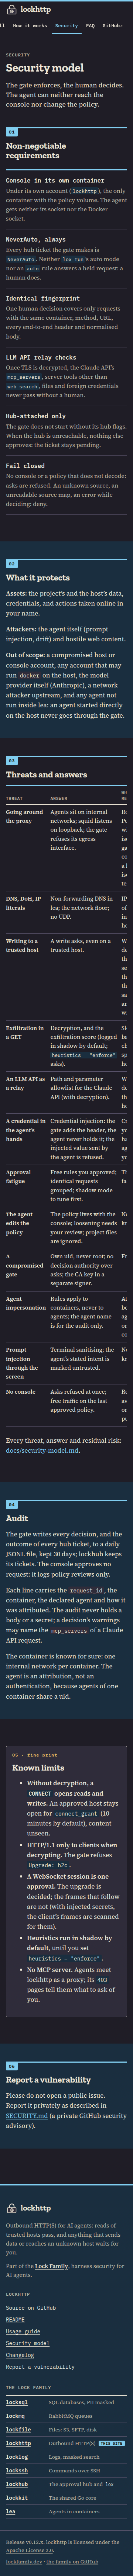 lockhttp
How it works
Security
FAQ
GitHub
SECURITY
Security model
The gate enforces, the human decides.
The agent can neither reach the
console nor change the policy.
01
Non-negotiable
requirements
Console in its own container
Under its own account (lockhttp), in
its own container with the policy volume. The agent
gets neither its socket nor the Docker
socket.
NeverAuto, always
Every hub ticket the gate makes is
NeverAuto. Neither los run's auto mode
nor an auto rule answers a held request: a
human does.
Identical fingerprint
One human decision covers only requests
with the same container, method, URL,
every end-to-end header and normalised
body.
LLM API relay checks
Once TLS is decrypted, the Claude API's
mcp_servers, server tools other than
web_search, files and foreign credentials
never pass without a human.
Hub-attached only
The gate does not start without its hub flags.
When the hub is unreachable, nothing else
approves: the ticket stays pending.
Fail closed
No console or a policy that does not decide:
asks are refused. An unknown source, an
unreadable source map, an error while
deciding: deny.
02
What it protects
Assets: the project's and the host's data,
credentials, and actions taken online in
your name.
Attackers: the agent itself (prompt
injection, drift) and hostile web content.
Out of scope: a compromised host or
console account, any account that may
run docker on the host, the model
provider itself (Anthropic), a network
attacker upstream, and any agent not
run inside lea: an agent started directly
on the host never goes through the gate.
03
Threats and answers
THREAT
ANSWER
Going around
the proxy
Agents sit on internal
networks; squid listens
on loopback; the gate
refuses its egress
interface.
DNS, DoH, IP
literals
Non-forwarding DNS in
lea; the network floor;
no UDP.
Writing to a
trusted host
A write asks, even on a
trusted host.
Exfiltration in
a GET
Decryption, and the
exfiltration score (logged
in shadow by default;
heuristics = "enforce"
asks).
An LLM API as
a relay
Path and parameter
allowlist for the Claude
API (with decryption).
A credential in
the agent's
hands
Credential injection: the
gate adds the header, the
agent never holds it; the
injected value sent by
the agent is refused.
Approval
fatigue
Free rules you approved;
identical requests
grouped; shadow mode
to tune first.
The agent
edits the
policy
The policy lives with the
console; loosening needs
your review; project files
are ignored.
A
compromised
gate
Own uid, never root; no
decision authority over
asks; the CA key in a
separate signer.
Agent
impersonation
Rules apply to
containers, never to
agents; the agent name
is for the audit only.
Prompt
injection
through the
screen
Terminal sanitising; the
agent's stated intent is
marked untrusted.
No console
Asks refused at once;
free traffic on the last
approved policy.
Every threat, answer and residual risk:
docs/security-model.md.
04
Audit
The gate writes every decision, and the
outcome of every hub ticket, to a daily
JSONL file, kept 30 days; lockhub keeps
its tickets. The console approves no
request: it logs policy reviews only.
Each line carries the request_id, the
container, the declared agent and how it
was attributed. The audit never holds a
body or a secret; a decision's warnings
may name the mcp_servers of a Claude
API request.
The container is known for sure: one
internal network per container. The
agent is an attribution, not an
authentication, because agents of one
container share a uid.
05 · Fine print
Known limits
Without decryption, a
CONNECT opens reads and
writes. An approved host stays
open for connect_grant (10
minutes by default), content
unseen.
HTTP/1.1 only to clients when
decrypting. The gate refuses
Upgrade: h2c.
A WebSocket session is one
approval. The upgrade is
decided; the frames that follow
are not (with injected secrets,
the client's frames are scanned
for them).
Heuristics run in shadow by
default, until you set
heuristics = "enforce".
No MCP server. Agents meet
lockhttp as a proxy; its 403
pages tell them what to ask of
you.
06
Report a vulnerability
Please do not open a public issue.
Report it privately as described in
SECURITY.md (a private GitHub security
advisory).
lockhttp
Outbound HTTP(S) for AI agents: reads of
trusted hosts pass, and anything that sends
data or reaches an unknown host waits for
you.
Part of the Lock Family, harness security for
AI agents.
LOCKHTTP
Source on GitHub
README
Usage guide
Security model
Changelog
Report a vulnerability
THE LOCK FAMILY
locksql SQL databases, PII masked
lockmq RabbitMQ queues
lockfile Files: S3, SFTP, disk
lockhttp Outbound HTTP(S) THIS SITE
locklog Logs, masked search
lockssh Commands over SSH
lockhub The approval hub and los
lockkit The shared Go core
lea Agents in containers
Release v0.12.2. lockhttp is licensed under the
Apache License 2.0.
lockfamily.dev · the family on GitHub